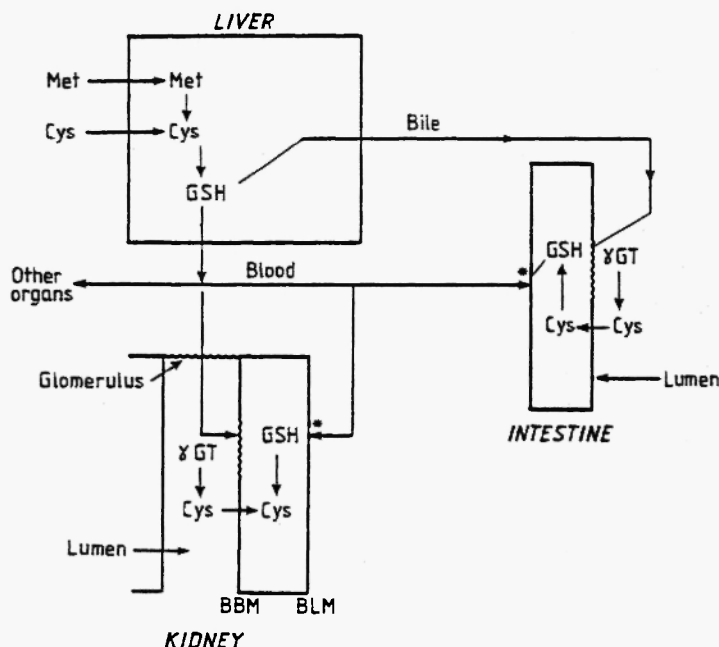 LIVER
Met Met
Cys Cys
Bile
GSH
Blood
Other
organs
*
GSH
γGT
Cys Cys
Lumen
INTESTINE
Glomerulus
*
GSH
γGT
Cys Cys
Lumen
BBM BLM
KIDNEY